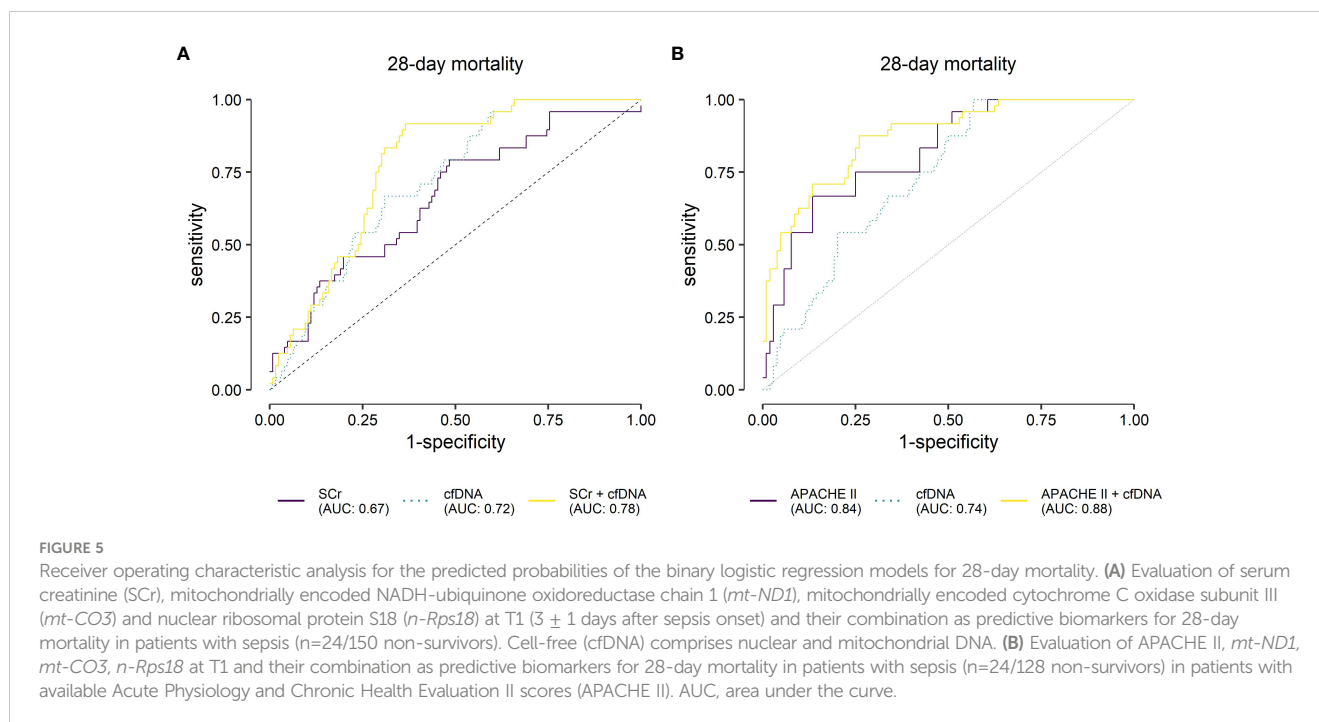 A
28-day mortality
1.00
0.75
0.50
0.25
0.00
sensitivity
0.00
0.25
0.50
0.75
1.00
1-specificity
SCr
(AUC: 0.67)
cfDNA
(AUC: 0.72)
SCr + cfDNA
(AUC: 0.78)
B
28-day mortality
1.00
0.75
0.50
0.25
0.00
sensitivity
0.00
0.25
0.50
0.75
1.00
1-specificity
APACHE II
(AUC: 0.84)
cfDNA
(AUC: 0.74)
APACHE II + cfDNA
(AUC: 0.88)
FIGURE 5
Receiver operating characteristic analysis for the predicted probabilities of the binary logistic regression models for 28-day mortality. (A) Evaluation of serum
creatinine (SCr), mitochondrially encoded NADH-ubiquinone oxidoreductase chain 1 (mt-ND1), mitochondrially encoded cytochrome C oxidase subunit III
(mt-CO3) and nuclear ribosomal protein S18 (n-Rps18) at T1 (3 ± 1 days after sepsis onset) and their combination as predictive biomarkers for 28-day
mortality in patients with sepsis (n=24/150 non-survivors). Cell-free (cfDNA) comprises nuclear and mitochondrial DNA. (B) Evaluation of APACHE II, mt-ND1,
mt-CO3, n-Rps18 at T1 and their combination as predictive biomarkers for 28-day mortality in patients with sepsis (n=24/128 non-survivors) in patients with
available Acute Physiology and Chronic Health Evaluation II scores (APACHE II). AUC, area under the curve.